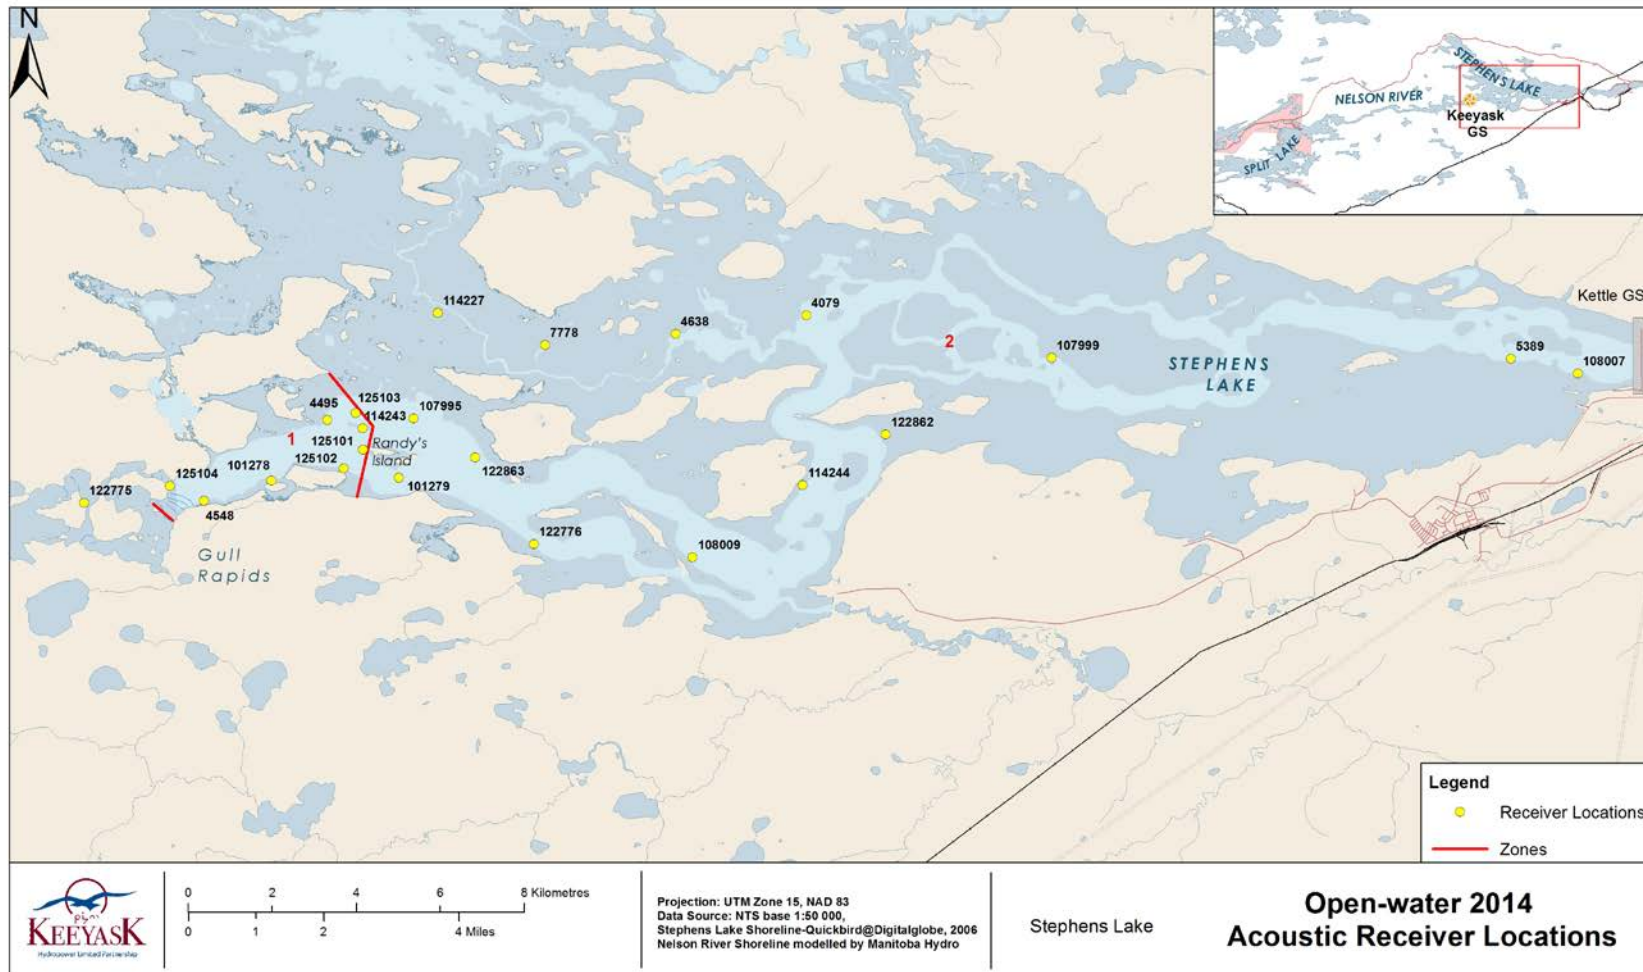 N
STEPHENS LAKE
NELSON RIVER
Keeyask
GS
SPLIT LAKE
Kettle GS
114227
7778
4638
4079
2
107999
5389
108007
STEPHENS
LAKE
125103
4495
114243
107995
1
125101
Randy's
Island
125102
122862
125104
101278
122863
114244
101279
122775
4548
122776
108009
Gull
Rapids
Legend
Receiver Locations
Zones
KEEYASK
Hydropower Limited Partnership
0 2 4 6 8 Kilometres
0 1 2 4 Miles
Projection: UTM Zone 15, NAD 83
Data Source: NTS base 1:50 000,
Stephens Lake Shoreline-Quickbird@Digitalglobe, 2006
Nelson River Shoreline modelled by Manitoba Hydro
Stephens Lake
Open-water 2014
Acoustic Receiver Locations